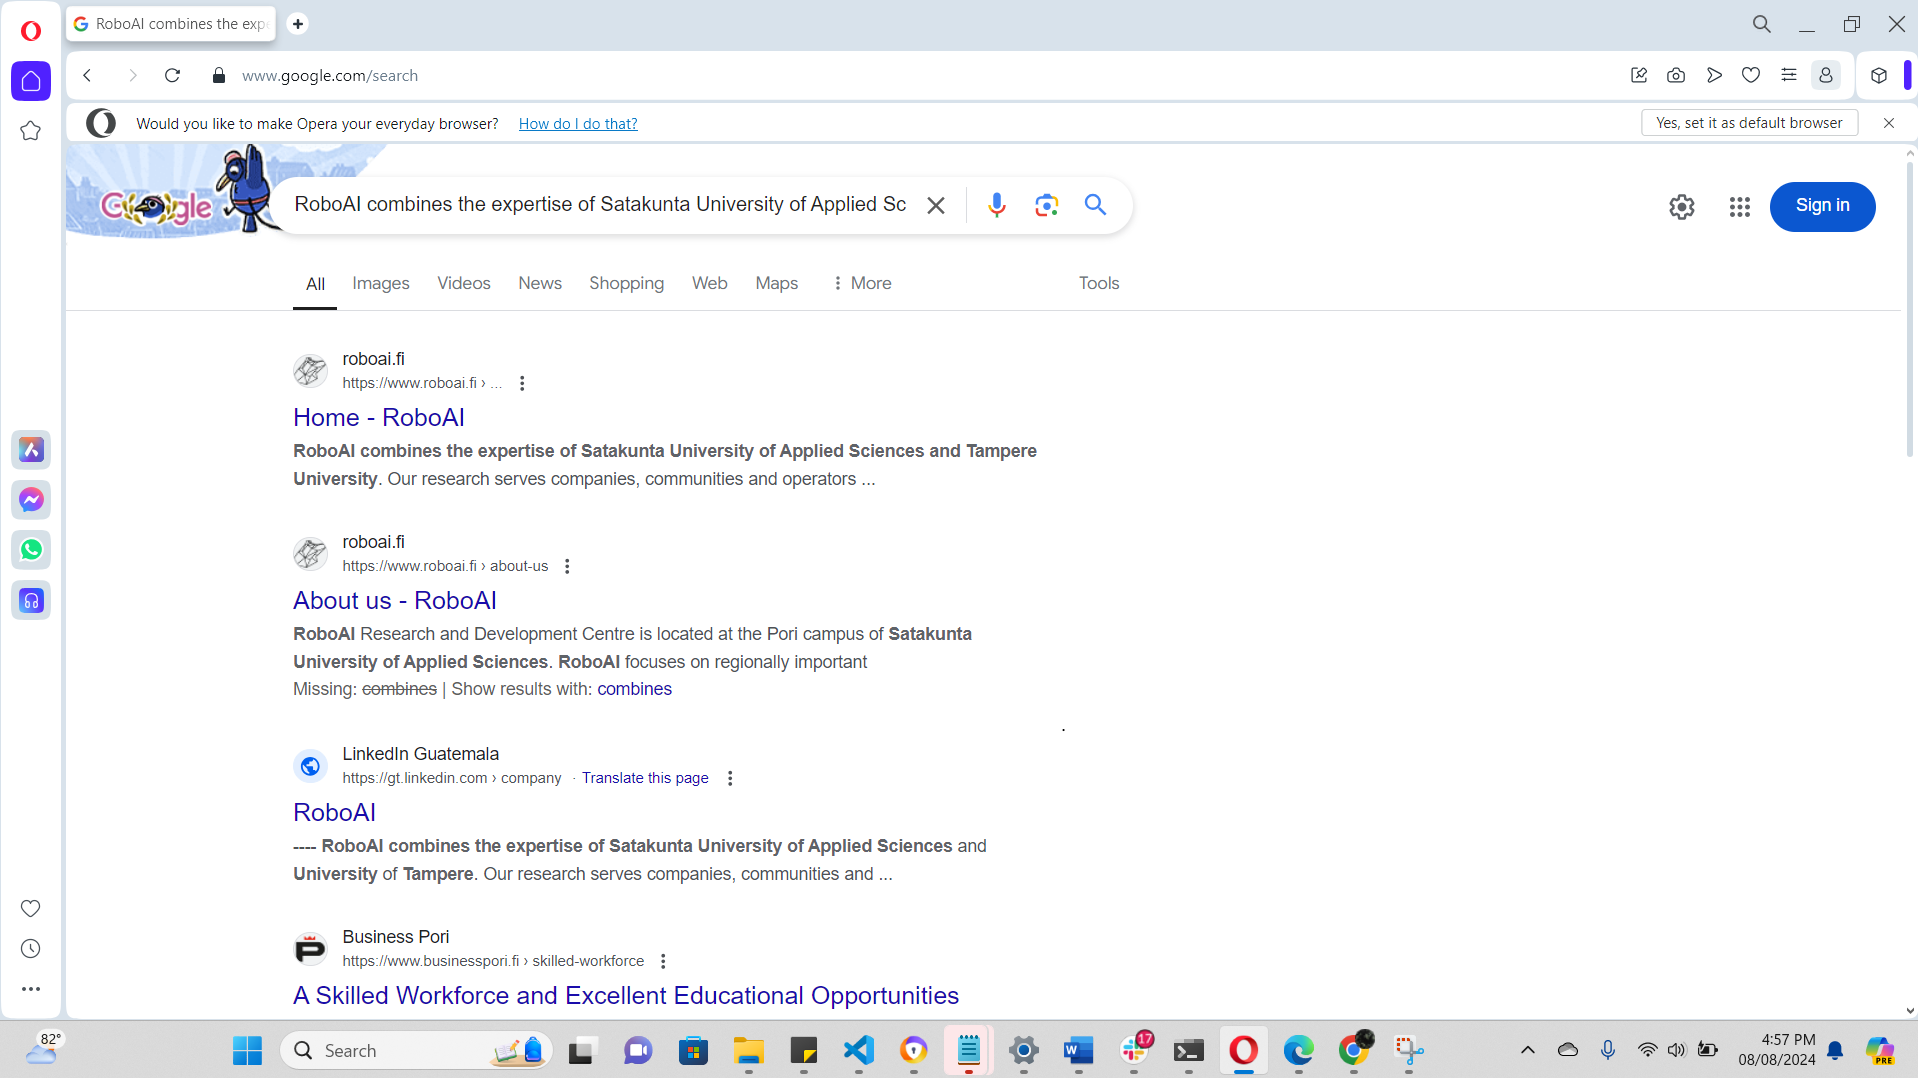 RoboAI combines the exp
www.google.com/search
Would you like to make Opera your everyday browser? How do I do that? Yes, set it as default browser
Google
RoboAI combines the expertise of Satakunta University of Applied Sc
Sign in
All Images Videos News Shopping Web Maps More Tools
roboai.fi
https://www.roboai.fi › ...
Home - RoboAI
RoboAI combines the expertise of Satakunta University of Applied Sciences and Tampere
University. Our research serves companies, communities and operators ...
roboai.fi
https://www.roboai.fi › about-us
About us - RoboAI
RoboAI Research and Development Centre is located at the Pori campus of Satakunta
University of Applied Sciences. RoboAI focuses on regionally important
Missing: combines | Show results with: combines
LinkedIn Guatemala
https://gt.linkedin.com › company · Translate this page
RoboAI
---- RoboAI combines the expertise of Satakunta University of Applied Sciences and
University of Tampere. Our research serves companies, communities and ...
Business Pori
https://www.businesspori.fi › skilled-workforce
A Skilled Workforce and Excellent Educational Opportunities
82°
Search
17
4:57 PM
08/08/2024
PRE